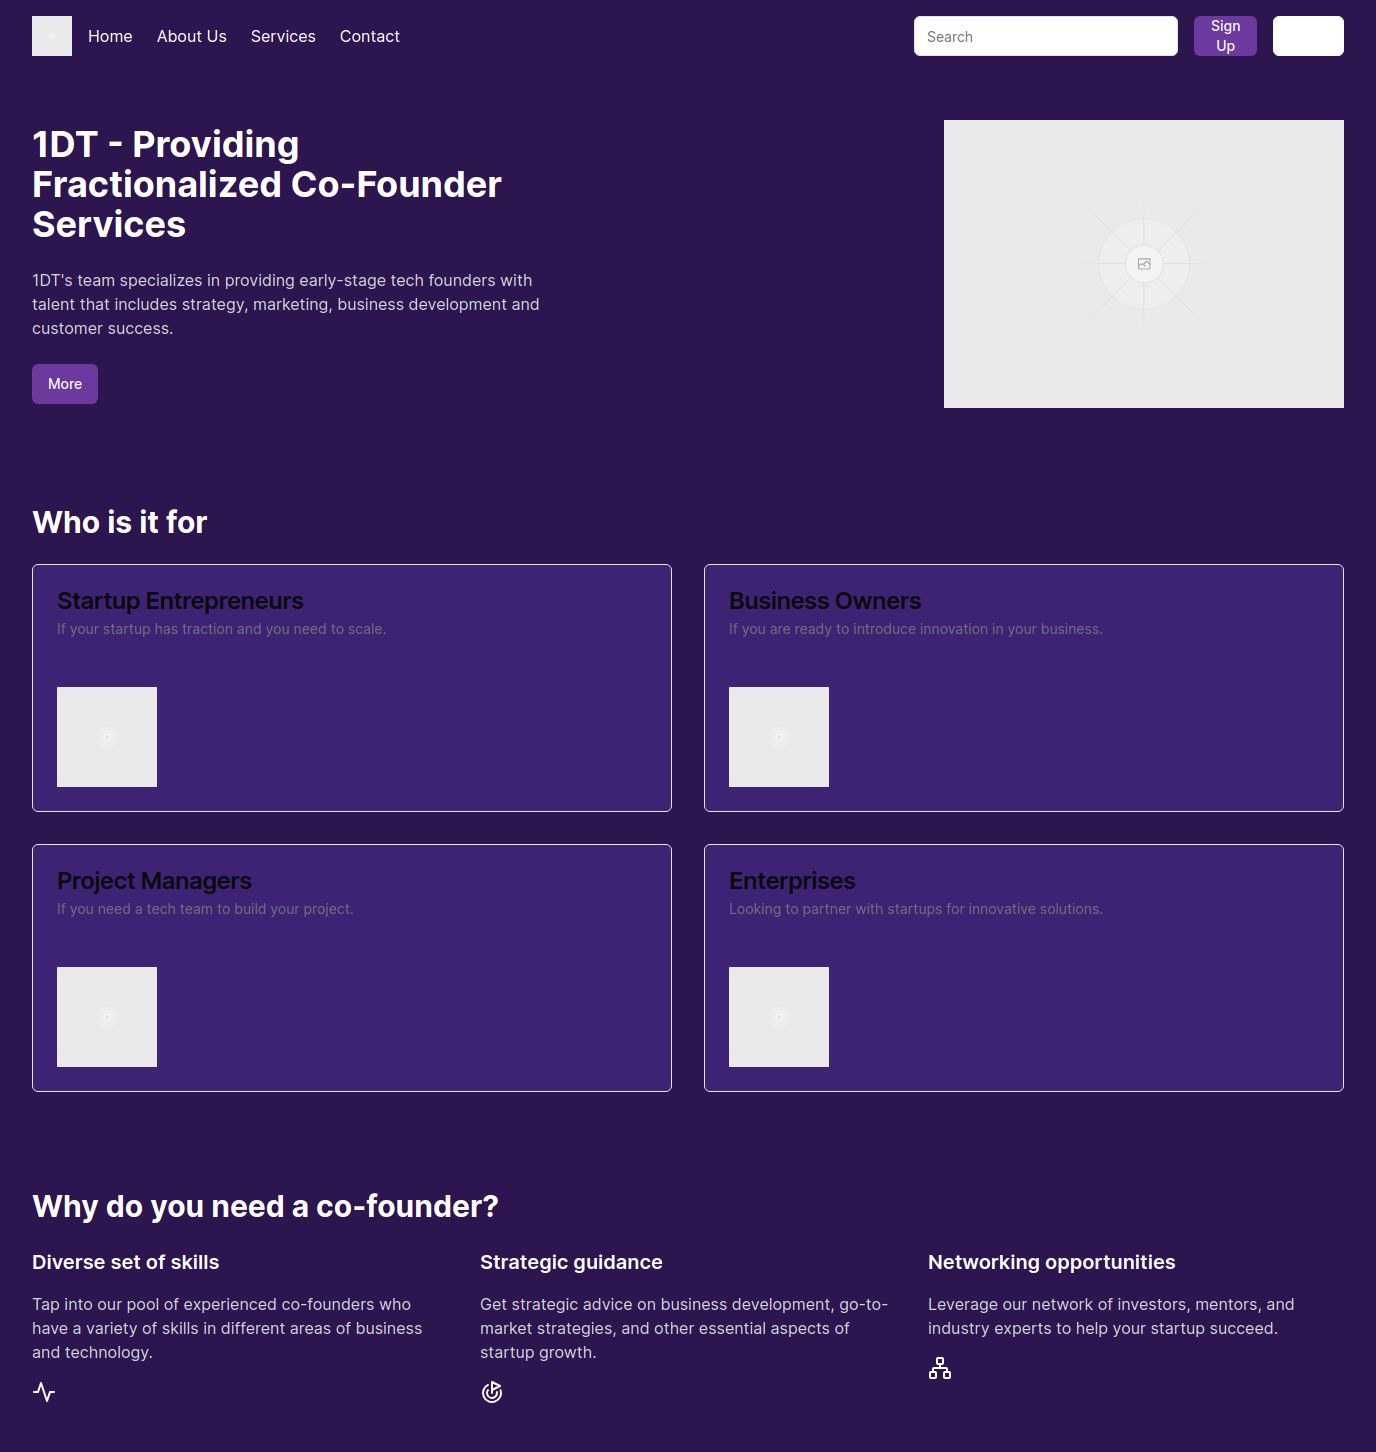 Home About Us Services Contact Search Sign Up
1DT - Providing
Fractionalized Co-Founder
Services
1DT's team specializes in providing early-stage tech founders with
talent that includes strategy, marketing, business development and
customer success.
More
Who is it for
Startup Entrepreneurs
If your startup has traction and you need to scale.
Business Owners
If you are ready to introduce innovation in your business.
Project Managers
If you need a tech team to build your project.
Enterprises
Looking to partner with startups for innovative solutions.
Why do you need a co-founder?
Diverse set of skills
Tap into our pool of experienced co-founders who
have a variety of skills in different areas of business
and technology.
Strategic guidance
Get strategic advice on business development, go-to-
market strategies, and other essential aspects of
startup growth.
Networking opportunities
Leverage our network of investors, mentors, and
industry experts to help your startup succeed.